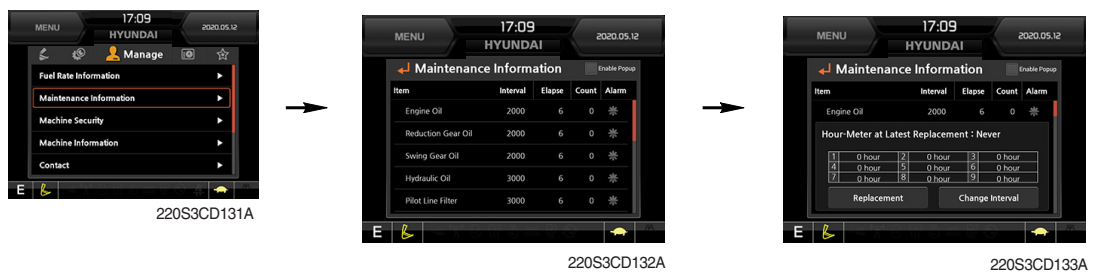 17:09
MENU
2020.05.12
HYUNDAI
Manage
Fuel Rate Information
Maintenance Information
Machine Security
Machine Information
Contact
E
220S3CD131A
17:09
MENU
2020.05.12
HYUNDAI
Maintenance Information
Enable Popup
Item Interval Elapse Count Alarm
Engine Oil 2000 6 0
Reduction Gear Oil 2000 6 0
Swing Gear Oil 2000 6 0
Hydraulic Oil 3000 6 0
Pilot Line Filter 3000 6 0
E
220S3CD132A
17:09
MENU
2020.05.12
HYUNDAI
Maintenance Information
Enable Popup
Item Interval Elapse Count Alarm
Engine Oil 2000 6 0
Hour-Meter at Latest Replacement : Never
1 0 hour 2 0 hour 3 0 hour
4 0 hour 5 0 hour 6 0 hour
7 0 hour 8 0 hour 9 0 hour
Replacement Change Interval
E
220S3CD133A